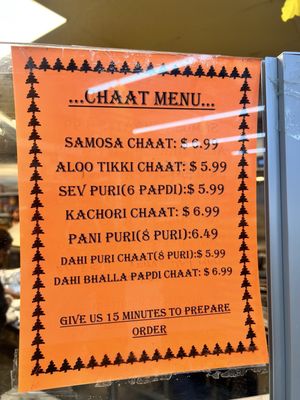 ...CHAAT MENU...
SAMOSA CHAAT: $ 6.99
ALOO TIKKI CHAAT: $ 5.99
SEV PURI(6 PAPDI):$ 5.99
KACHORI CHAAT: $ 6.99
PANI PURI(8 PURI):6.49
DAHI PURI CHAAT(8 PURI):$ 5.99
DAHI BHALLA PAPDI CHAAT: $ 6.99
GIVE US 15 MINUTES TO PREPARE
ORDER